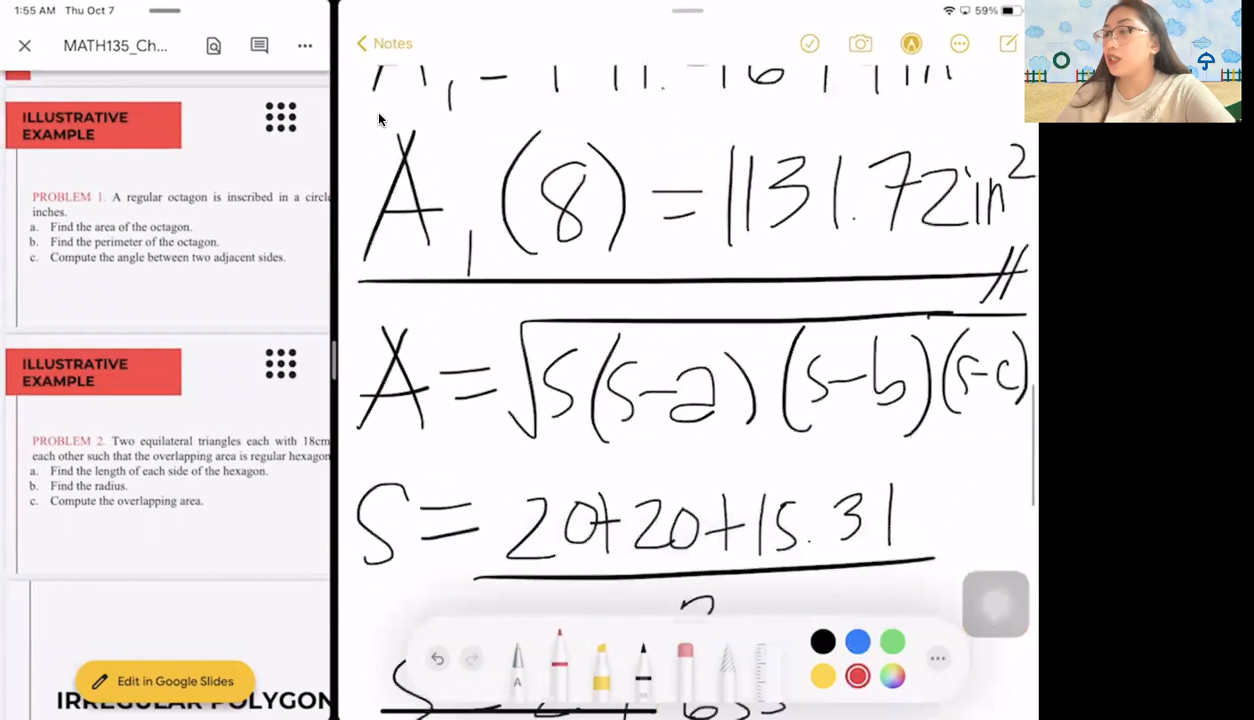 1:55 AM Thu Oct 7
MATH135_Ch...
ILLUSTRATIVE
EXAMPLE
PROBLEM 1. A regular octagon is inscribed in a circle
inches.
a. Find the area of the octagon.
b. Find the perimeter of the octagon.
c. Compute the angle between two adjacent sides.
ILLUSTRATIVE
EXAMPLE
PROBLEM 2. Two equilateral triangles each with 18cm
each other such that the overlapping area is regular hexagon
a. Find the length of each side of the hexagon.
b. Find the radius.
c. Compute the overlapping area.
IRREGULAR POLYGON
Edit in Google Slides
59%
Notes
A₁(8) = 1131.72in²
A = √S(S-a)(S-b)(S-c)
S = 20+20+15.31
2
A